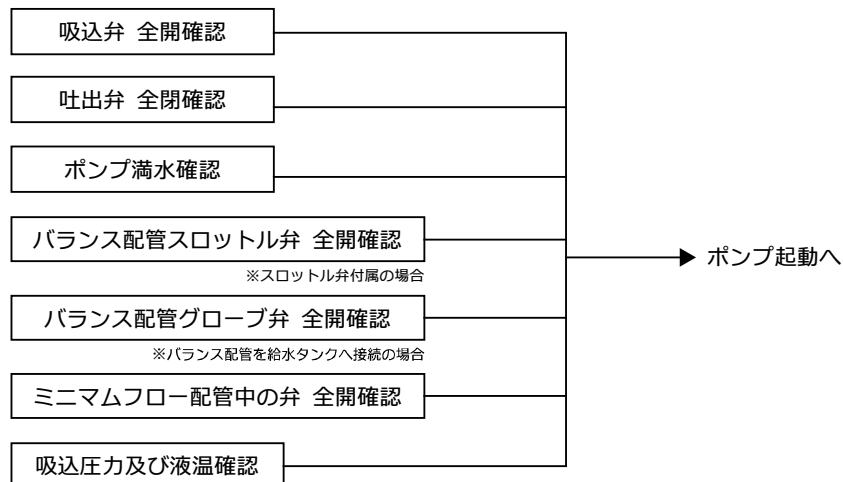 吸込弁 全開確認
吐出弁 全閉確認
ポンプ満水確認
バランス配管スロットル弁 全開確認
※スロットル弁付属の場合
バランス配管グローブ弁 全開確認
※バランス配管を給水タンクへ接続の場合
ミニマムフロー配管中の弁 全開確認
吸込圧力及び液温確認
ポンプ起動へ